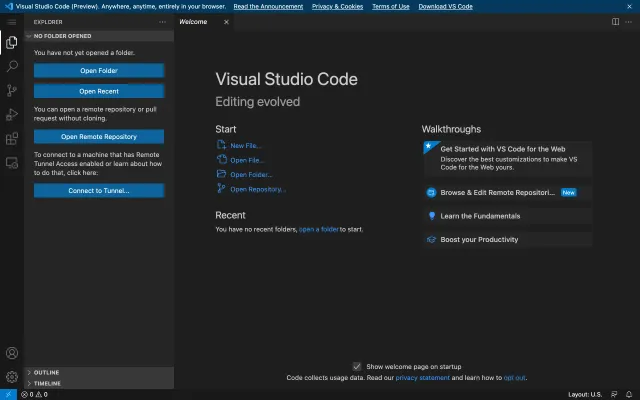 Visual Studio Code (Preview). Anywhere, anytime, entirely in your browser. Read the Announcement Privacy & Cookies Terms of Use Download VS Code
EXPLORER
Welcome
NO FOLDER OPENED
You have not yet opened a folder.
Open Folder
Open Recent
You can open a remote repository or pull
request without cloning.
Open Remote Repository
To connect to a machine that has Remote
Tunnel Access enabled or learn about how
to do that, click here:
Connect to Tunnel...
OUTLINE
TIMELINE
Visual Studio Code
Editing evolved
Start
New File...
Open File...
Open Folder...
Open Repository...
Recent
You have no recent folders, open a folder to start.
Walkthroughs
Get Started with VS Code for the Web
Discover the best customizations to make VS
Code for the Web yours.
Browse & Edit Remote Repositori... New
Learn the Fundamentals
Boost your Productivity
Show welcome page on startup
Code collects usage data. Read our privacy statement and learn how to opt out.
0 0
Layout: U.S.